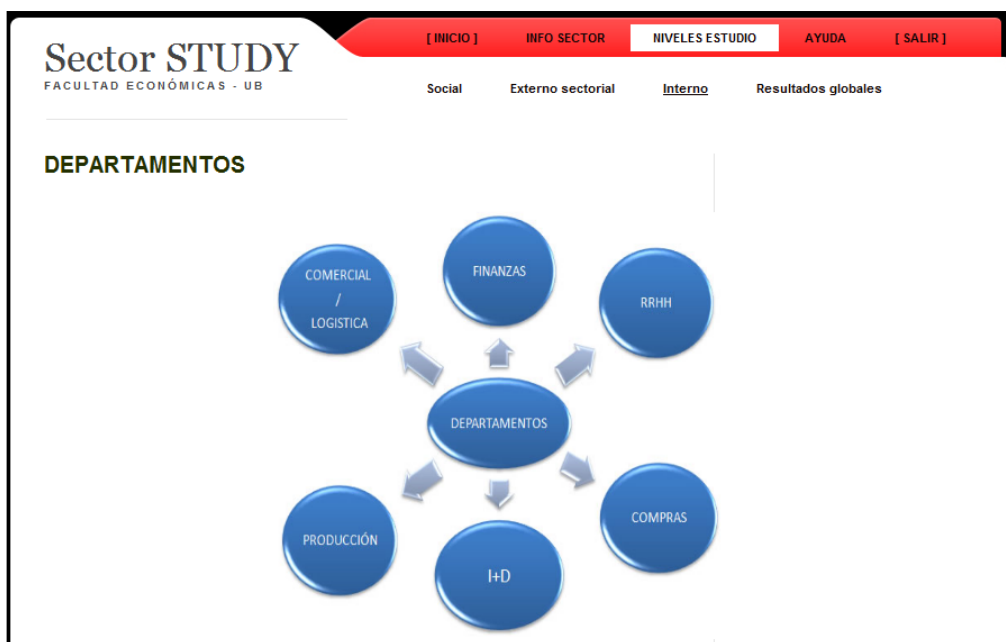 Sector STUDY
FACULTAD ECONÓMICAS - UB
[ INICIO ]
INFO SECTOR
NIVELES ESTUDIO
AYUDA
[ SALIR ]
Social
Externo sectorial
Interno
Resultados globales
DEPARTAMENTOS
COMERCIAL
/
LOGISTICA
FINANZAS
RRHH
DEPARTAMENTOS
PRODUCCIÓN
I+D
COMPRAS